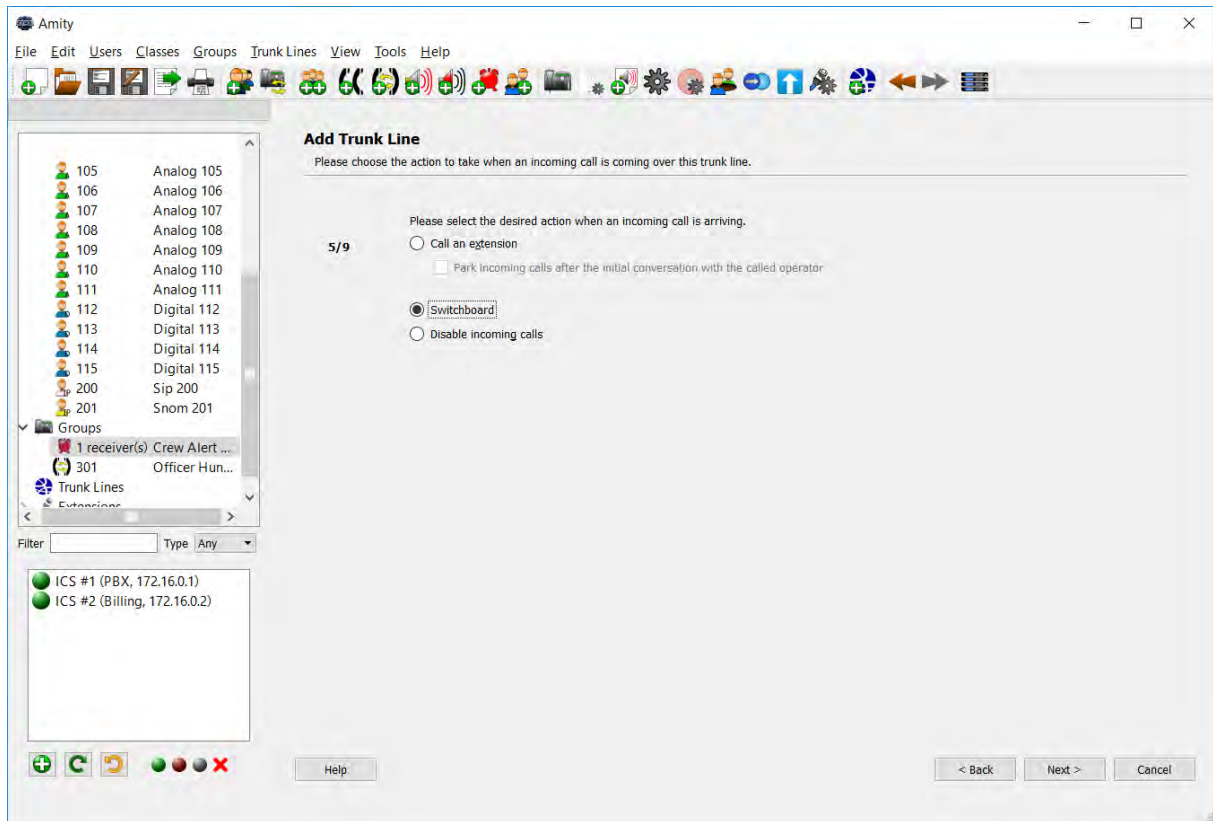 Amity
File Edit Users Classes Groups Trunk Lines View Tools Help
105 Analog 105
106 Analog 106
107 Analog 107
108 Analog 108
109 Analog 109
110 Analog 110
111 Analog 111
112 Digital 112
113 Digital 113
114 Digital 114
115 Digital 115
200 Sip 200
201 Snom 201
Groups
1 receiver(s) Crew Alert ...
301 Officer Hun...
Trunk Lines
Extensions
Filter Type Any
ICS #1 (PBX, 172.16.0.1)
ICS #2 (Billing, 172.16.0.2)
Add Trunk Line
Please choose the action to take when an incoming call is coming over this trunk line.
Please select the desired action when an incoming call is arriving.
5/9
Call an extension
Park incoming calls after the initial conversation with the called operator
Switchboard
Disable incoming calls
Help
< Back Next > Cancel